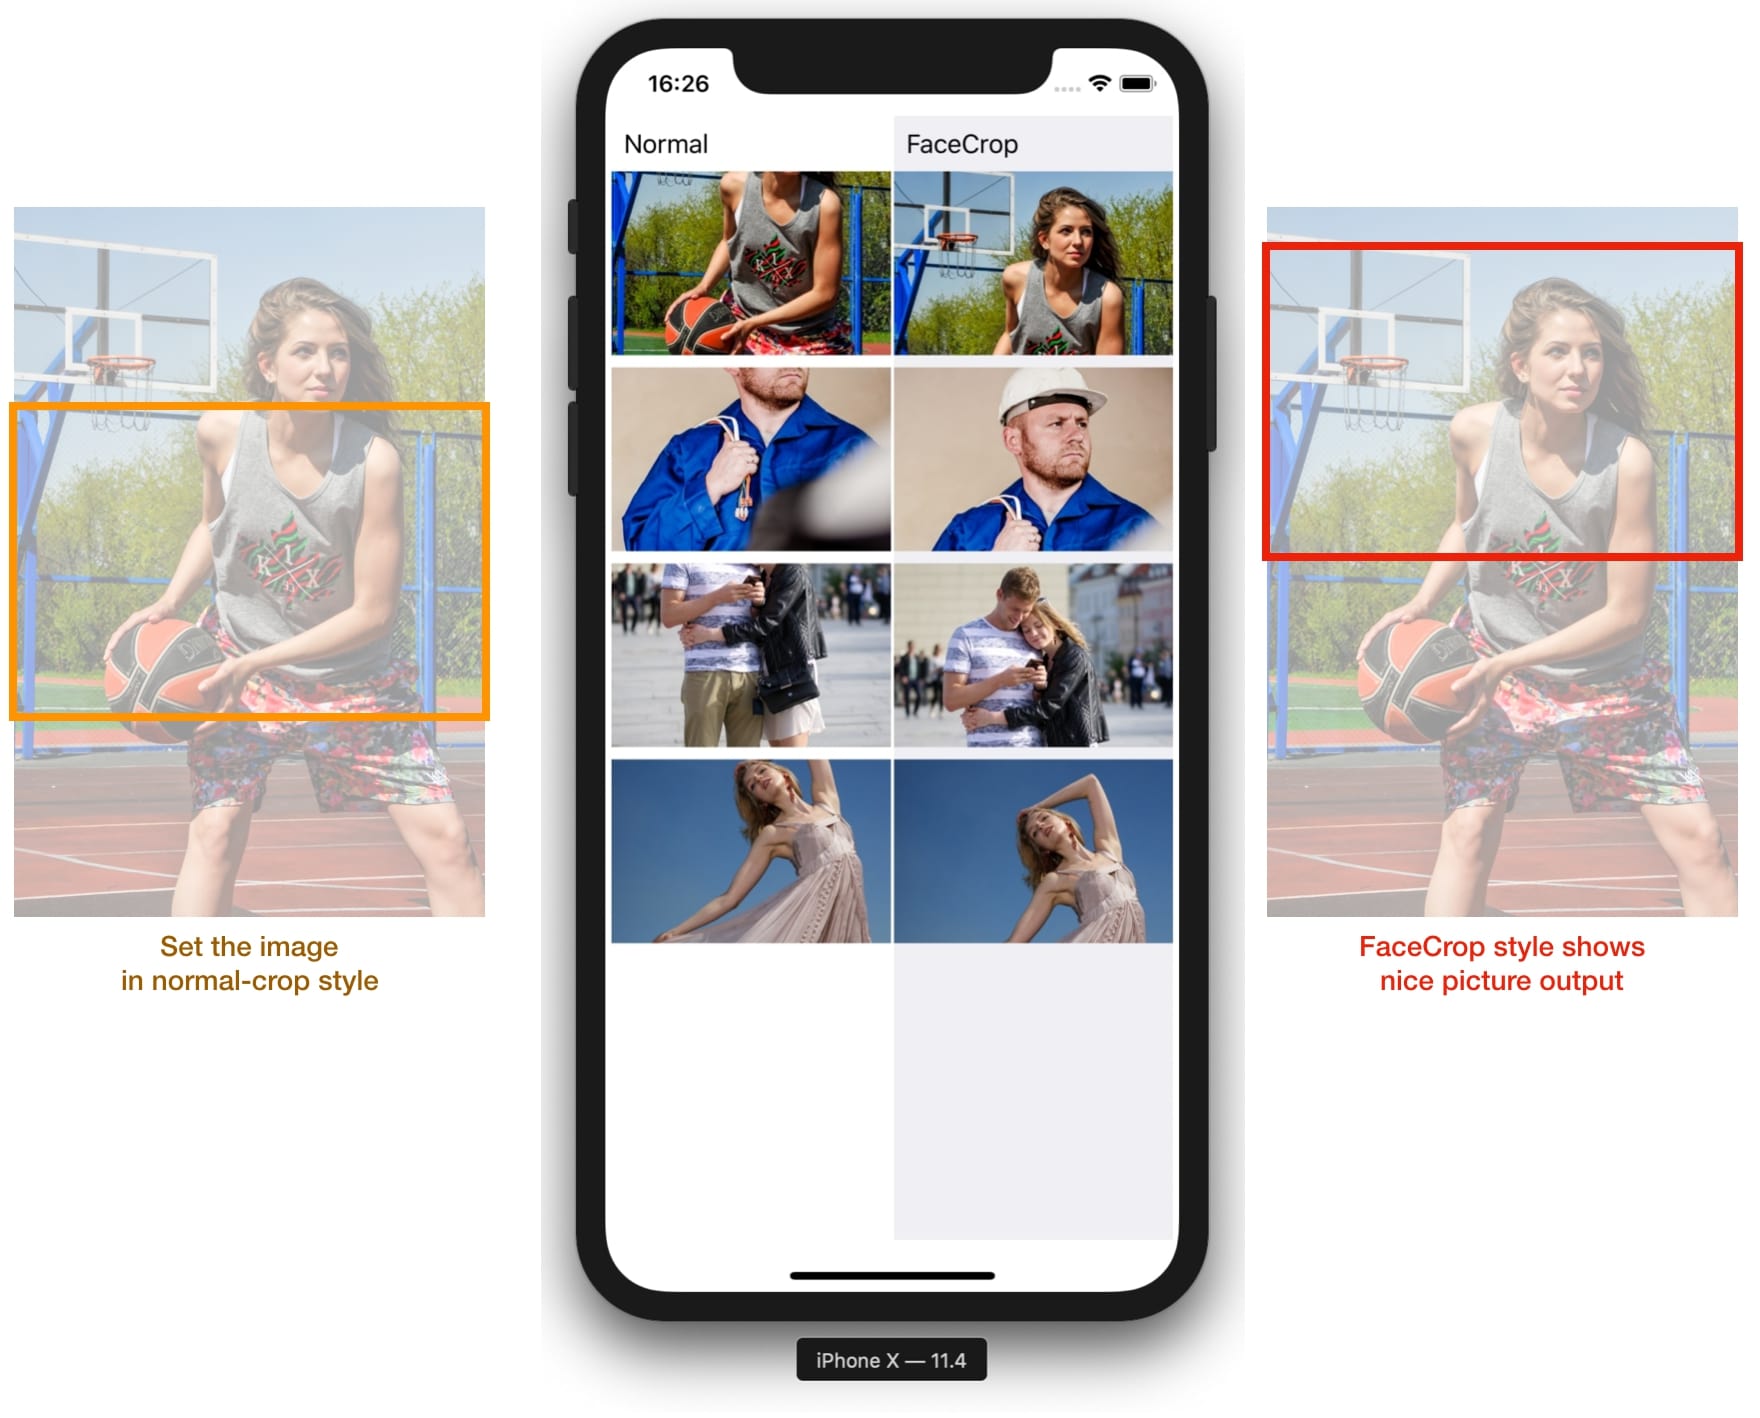 16:26
Normal
FaceCrop
K I X
K I X
Set the image
in normal-crop style
FaceCrop style shows
nice picture output
iPhone X — 11.4